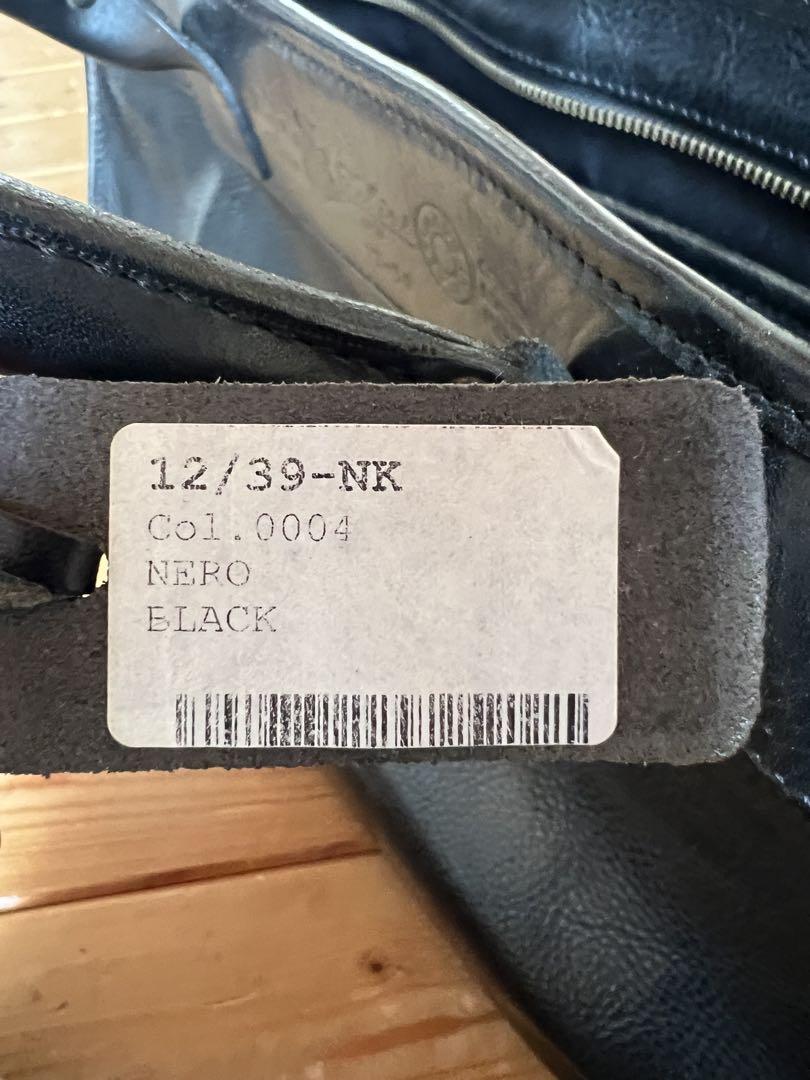 12/39-NK
Col.0004
NERO
BLACK